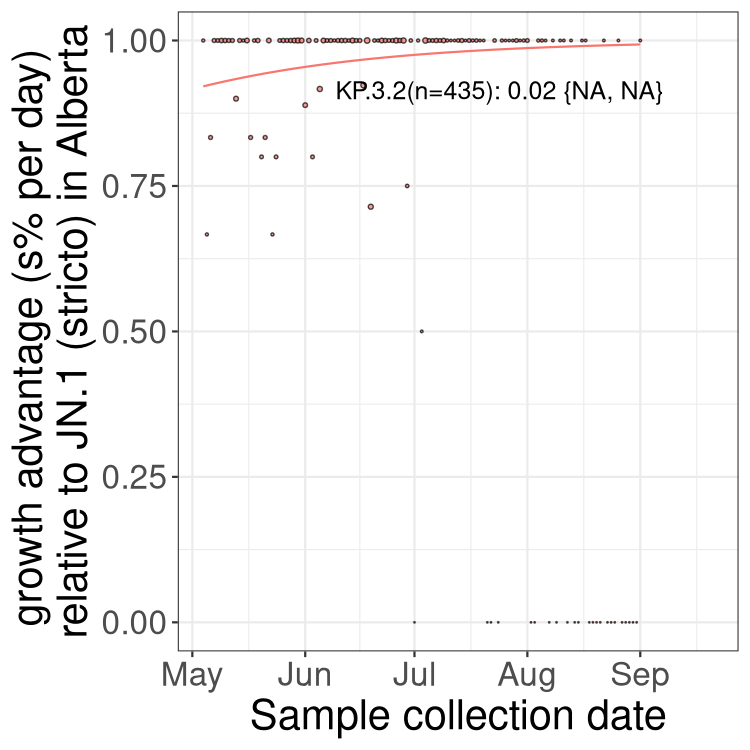 growth advantage (s% per day)
relative to JN.1 (stricto) in Alberta
1.00
0.75
0.50
0.25
0.00
KP.3.2(n=435): 0.02 {NA, NA}
May Jun Jul Aug Sep
Sample collection date